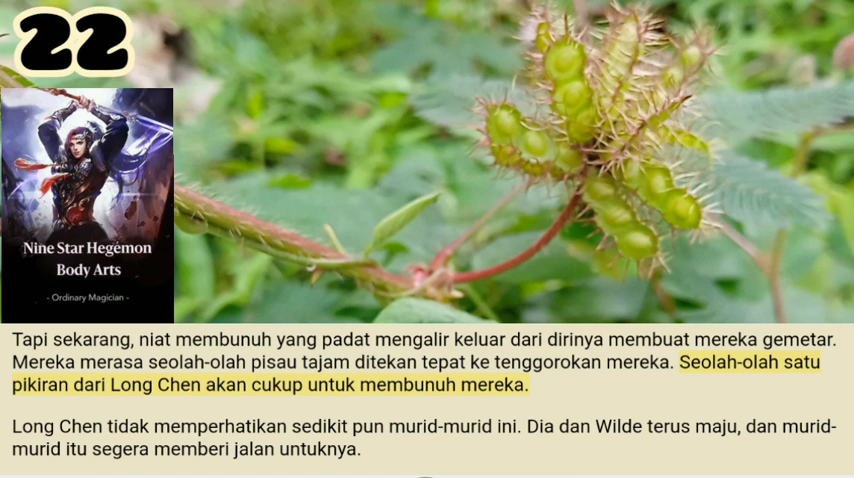 22
Nine Star Hegemon
Body Arts
- Ordinary Magician -
Tapi sekarang, niat membunuh yang padat mengalir keluar dari dirinya membuat mereka gemetar.
Mereka merasa seolah-olah pisau tajam ditekan tepat ke tenggorokan mereka. Seolah-olah satu
pikiran dari Long Chen akan cukup untuk membunuh mereka.
Long Chen tidak memperhatikan sedikit pun murid-murid ini. Dia dan Wilde terus maju, dan murid-
murid itu segera memberi jalan untuknya.